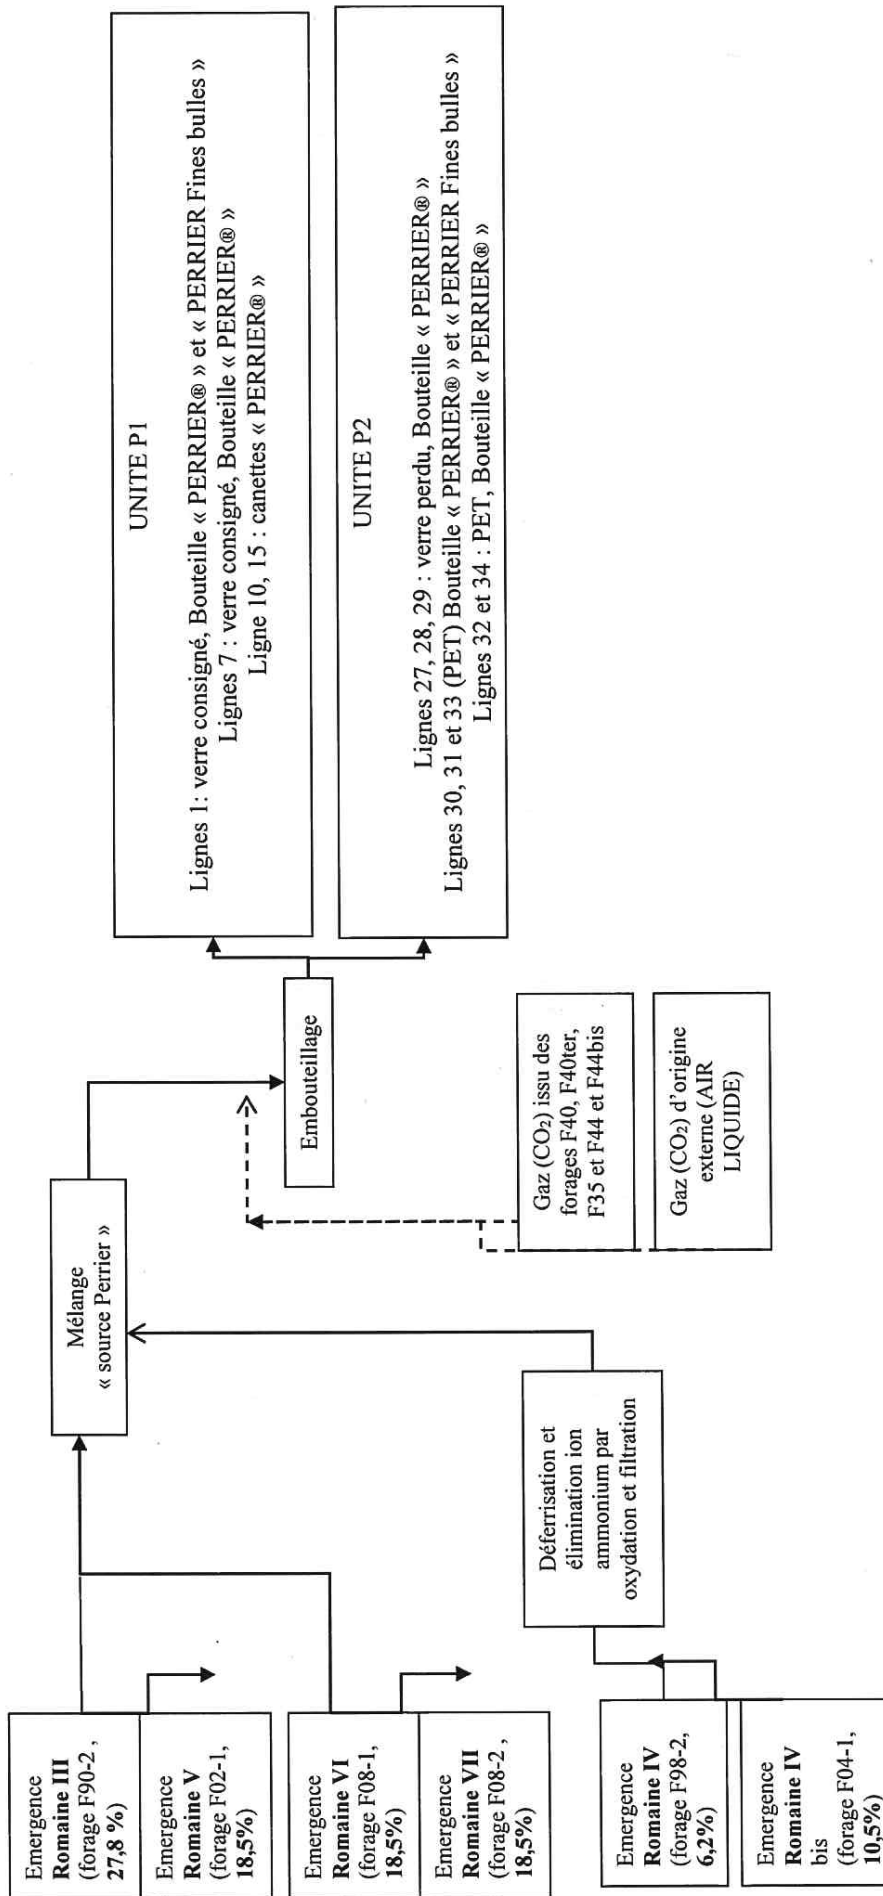 Emergence
Romaine III
(forage F90-2 ,
27,8 %)
Emergence
Romaine V
(forage F02-1,
18,5%)
Emergence
Romaine VI
(forage F08-1,
18,5%)
Emergence
Romaine VII
(forage F08-2 ,
18,5%)
Emergence
Romaine IV
(forage F98-2,
6,2%)
Emergence
Romaine IV
bis
(forage F04-1,
10,5%)
Déferrisation et
élimination ion
ammonium par
oxydation et filtration
Mélange
« source Perrier »
Embouteillage
Gaz (CO₂) issu des
forages F40, F40ter,
F35 et F44 et F44bis
Gaz (CO₂) d'origine
externe (AIR
LIQUIDE)
UNITE P1
Lignes 1: verre consigné, Bouteille « PERRIER® » et « PERRIER Fines bulles »
Lignes 7 : verre consigné, Bouteille « PERRIER® »
Ligne 10, 15 : canettes « PERRIER® »
UNITE P2
Lignes 27, 28, 29 : verre perdu, Bouteille « PERRIER® »
Lignes 30, 31 et 33 (PET) Bouteille « PERRIER® » et « PERRIER Fines bulles »
Lignes 32 et 34 : PET, Bouteille « PERRIER® »